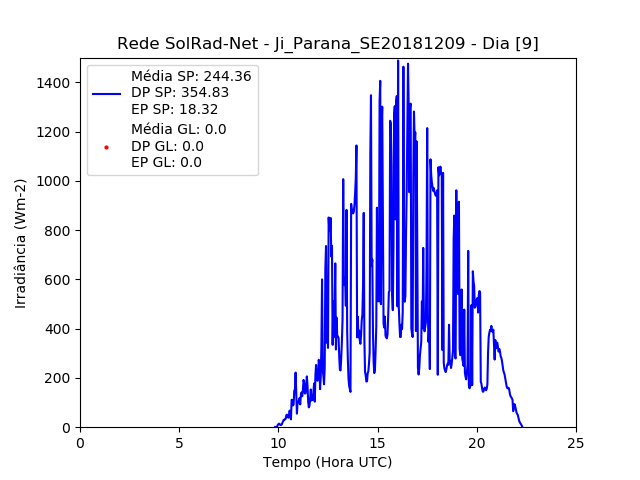 Rede SolRad-Net - Ji_Parana_SE20181209 - Dia [9]
Média SP: 244.36
DP SP: 354.83
EP SP: 18.32
Média GL: 0.0
DP GL: 0.0
EP GL: 0.0
1400
1200
1000
800
600
400
200
0
Irradiância (Wm-2)
0 5 10 15 20 25
Tempo (Hora UTC)